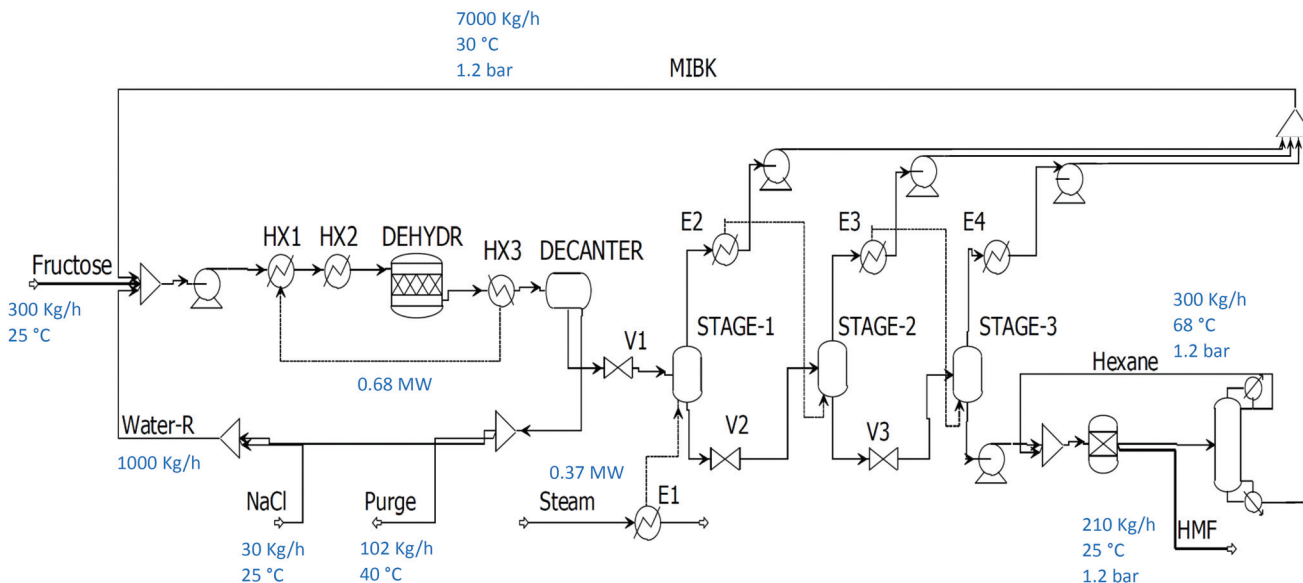 7000 Kg/h
30 °C
1.2 bar
MIBK
E2
E3
E4
HX1
HX2
DEHYDR
HX3
DECANTER
Fructose
300 Kg/h
25 °C
V1
STAGE-1
STAGE-2
STAGE-3
300 Kg/h
68 °C
1.2 bar
Hexane
0.68 MW
Water-R
1000 Kg/h
V2
V3
0.37 MW
NaCl
Purge
Steam
E1
30 Kg/h
25 °C
102 Kg/h
40 °C
210 Kg/h
25 °C
1.2 bar
HMF